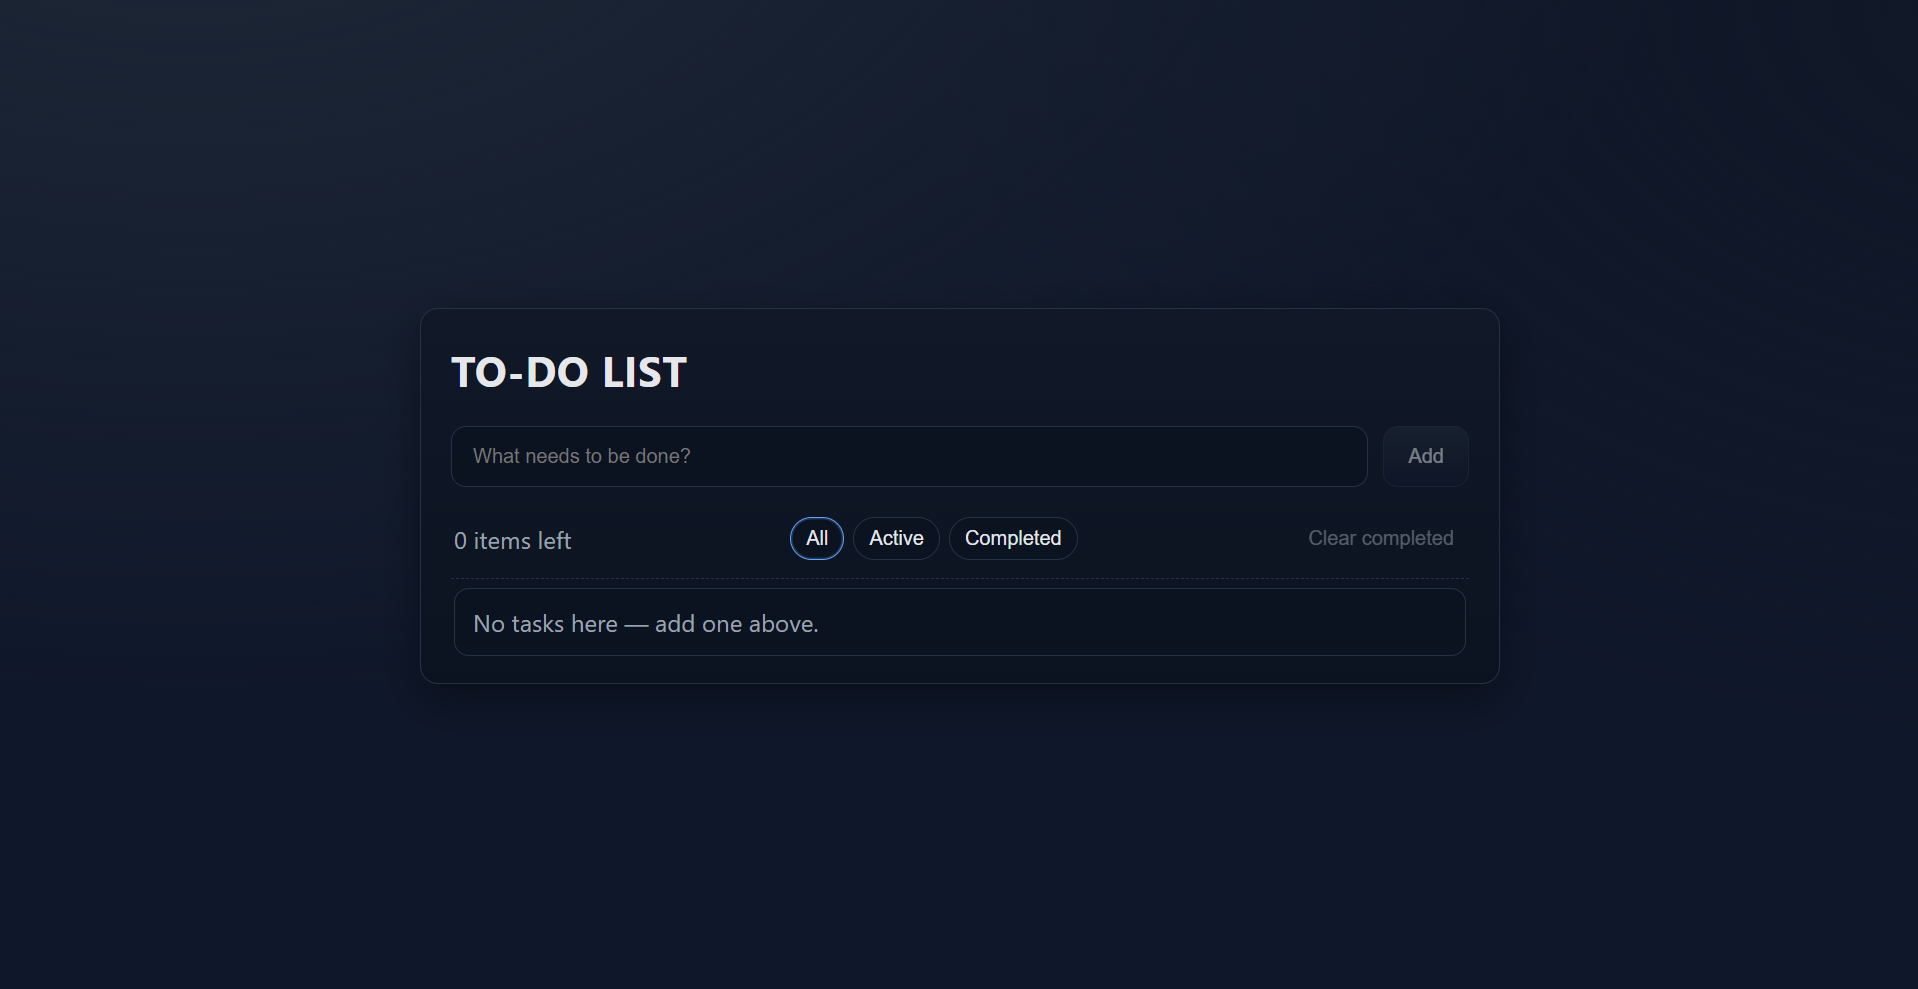 TO-DO LIST
What needs to be done?
Add
0 items left
All
Active
Completed
Clear completed
No tasks here — add one above.